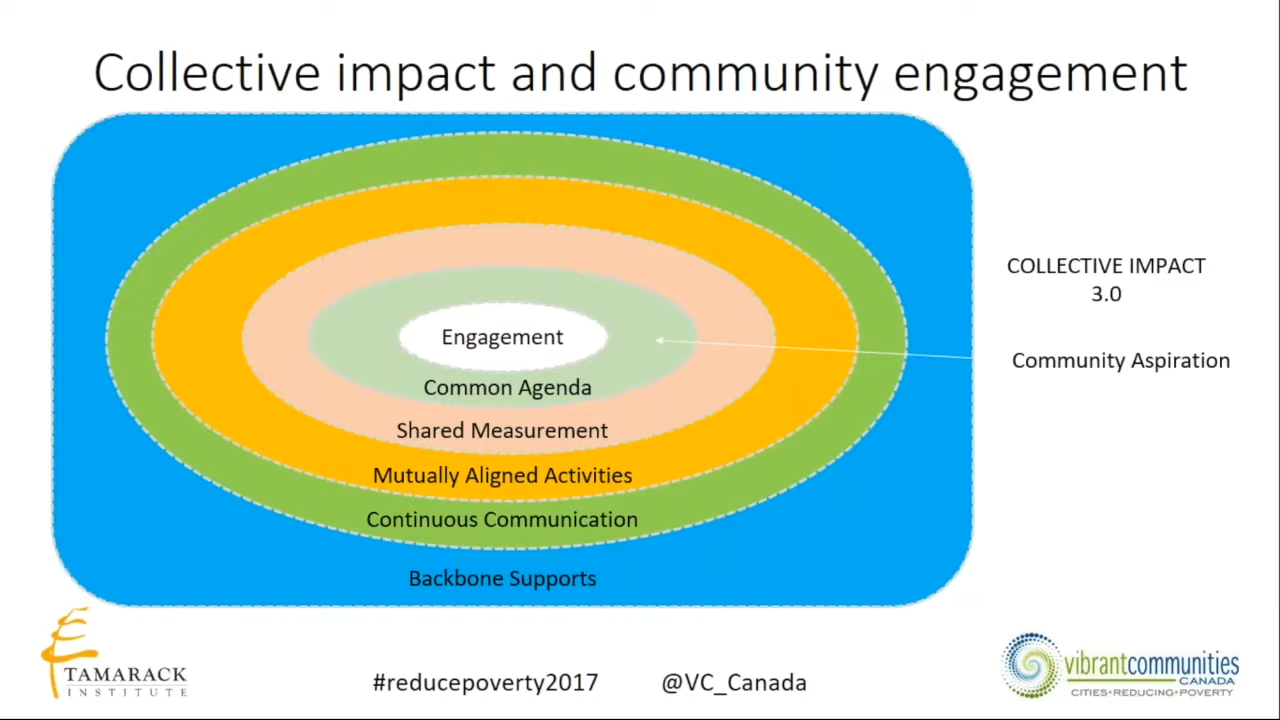 Collective impact and community engagement
COLLECTIVE IMPACT
3.0
Engagement
Community Aspiration
Common Agenda
Shared Measurement
Mutually Aligned Activities
Continuous Communication
Backbone Supports
TAMARACK
INSTITUTE
#reducepoverty2017
@VC_Canada
vibrantcommunities
CANADA
CITIES•REDUCING•POVERTY